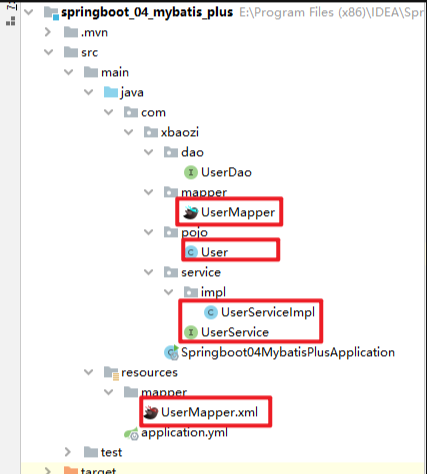 springboot_04_mybatis_plus E:\Program Files (x86)\IDEA\Spr
.mvn
src
main
java
com
xbaozi
dao
UserDao
mapper
UserMapper
pojo
User
service
impl
UserServiceImpl
UserService
Springboot04MybatisPlusApplication
resources
mapper
UserMapper.xml
application.yml
test
target